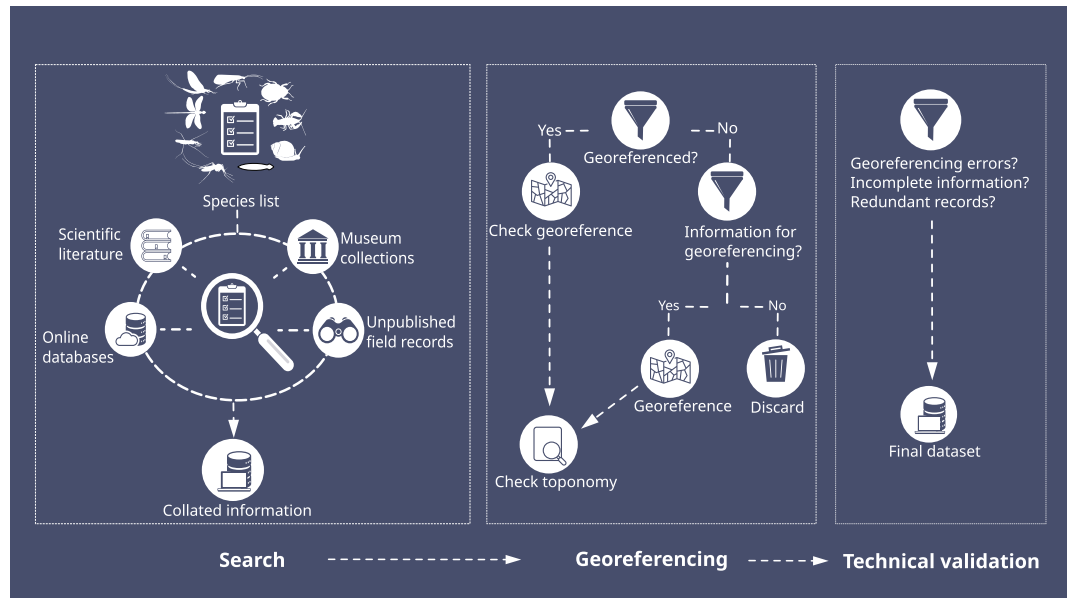 Species list
Scientific
literature
Museum
collections
Online
databases
Unpublished
field records
Collated information
Georeferenced?
Yes
No
Check georeference
Information for
georeferencing?
Yes
No
Georeference
Discard
Check toponomy
Georeferencing errors?
Incomplete information?
Redundant records?
Final dataset
Search
Georeferencing
Technical validation